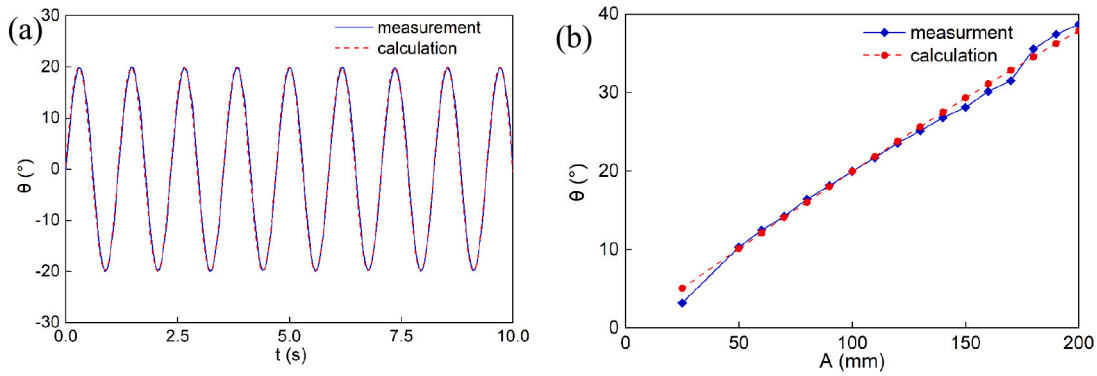 (a)
measurement
calculation
30
20
10
0
-10
-20
-30
θ (°)
0.0 2.5 5.0 7.5 10.0
t (s)
(b)
measurment
calculation
40
30
20
10
0
θ (°)
0 50 100 150 200
A (mm)